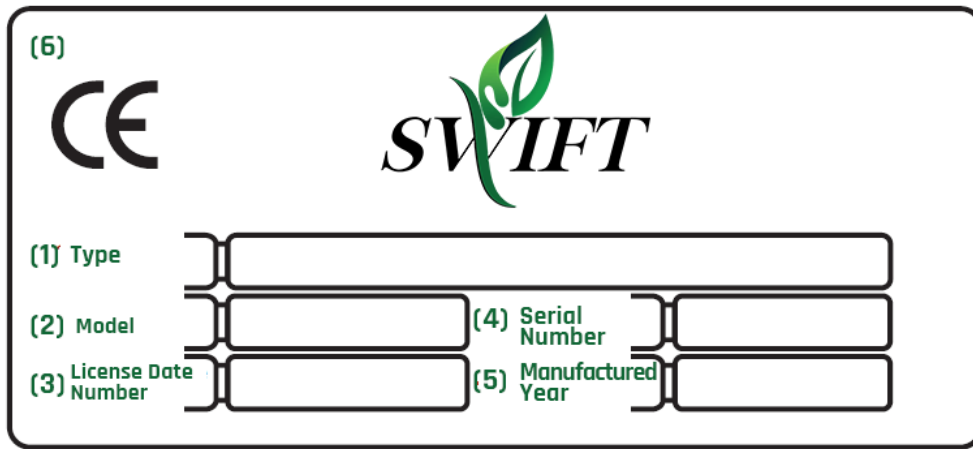 (6)
CE
SWIFT
(1) Type
(2) Model
(4) Serial Number
(3) License Date Number
(5) Manufactured Year